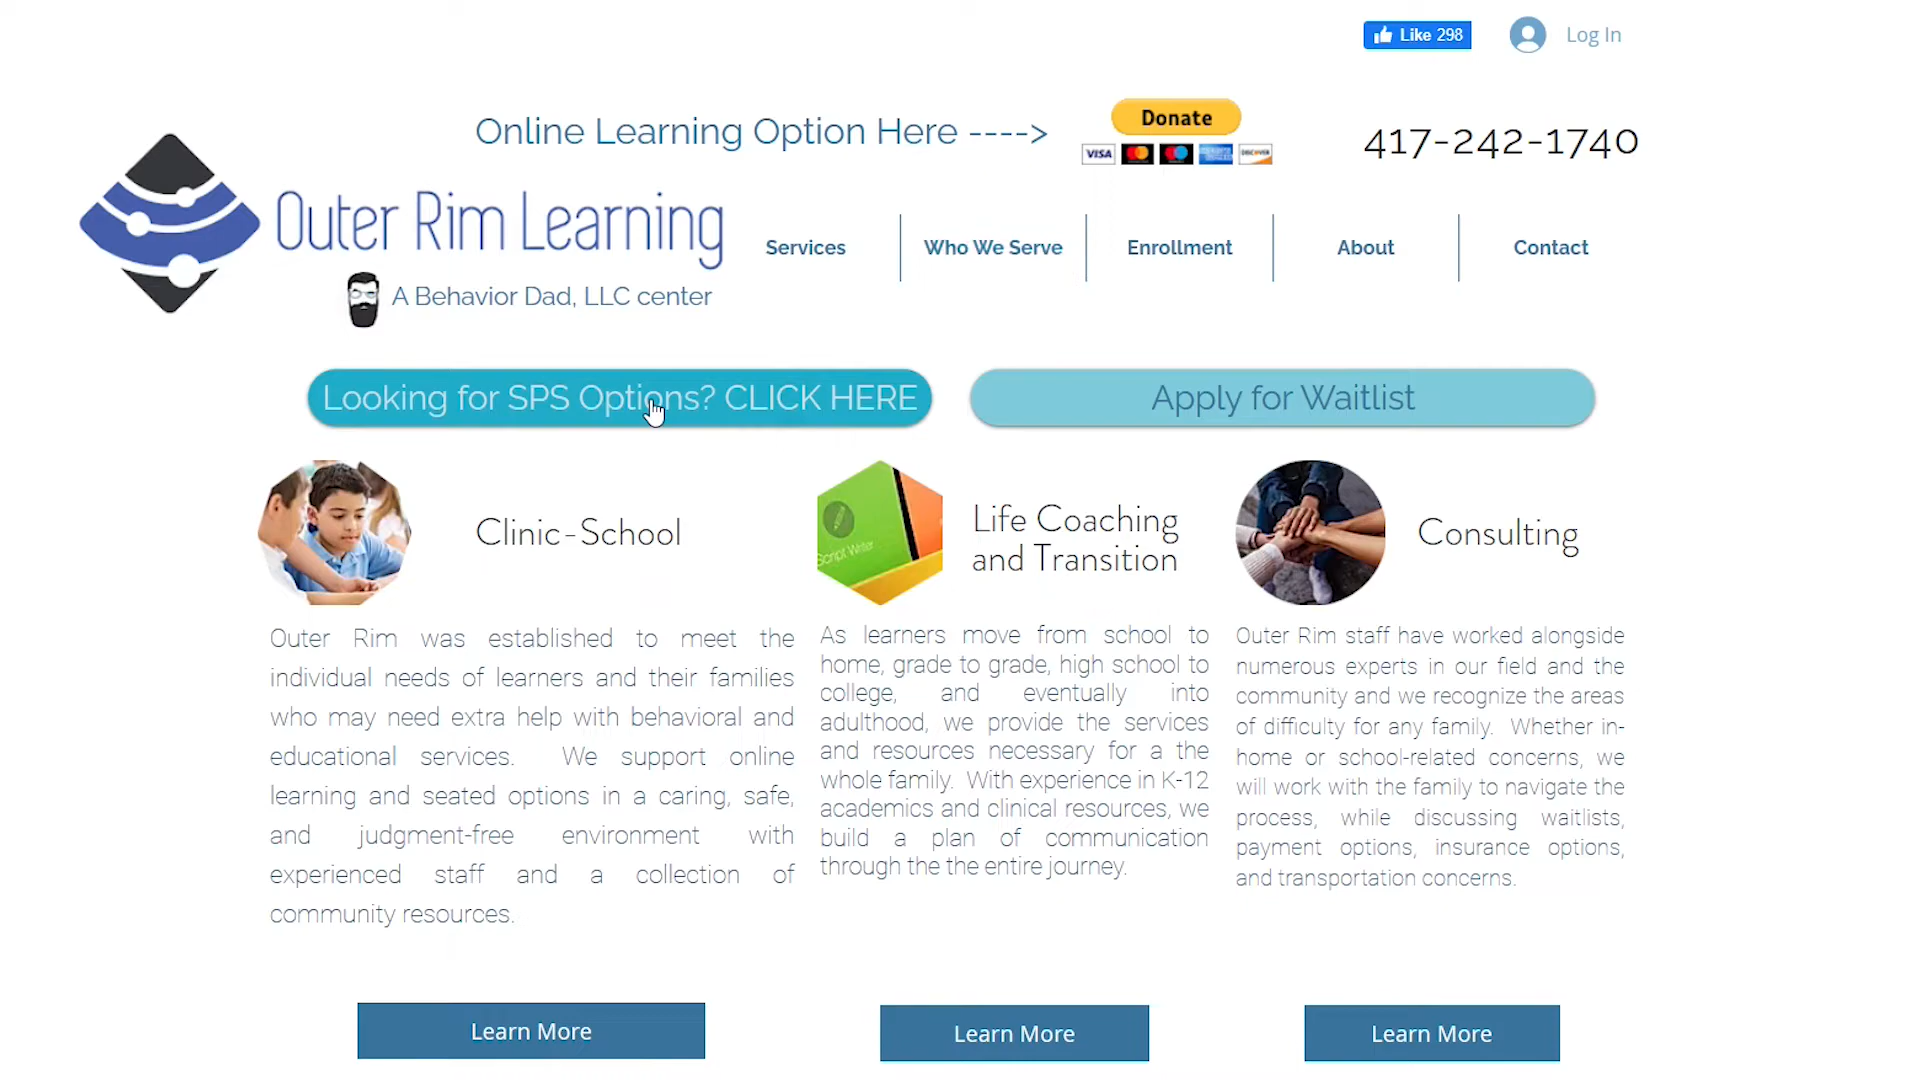 Like 298
Log In
Online Learning Option Here ---->
Donate
VISA
DISCOVER
417-242-1740
Outer Rim Learning
A Behavior Dad, LLC center
Services
Who We Serve
Enrollment
About
Contact
Looking for SPS Options? CLICK HERE
Apply for Waitlist
Clinic-School
Outer Rim was established to meet the
individual needs of learners and their families
who may need extra help with behavioral and
educational services. We support online
learning and seated options in a caring, safe,
and judgment-free environment with
experienced staff and a collection of
community resources.
Learn More
Script Writer
Life Coaching
and Transition
As learners move from school to
home, grade to grade, high school to
college, and eventually into
adulthood, we provide the services
and resources necessary for a the
whole family. With experience in K-12
academics and clinical resources, we
build a plan of communication
through the the entire journey.
Learn More
Consulting
Outer Rim staff have worked alongside
numerous experts in our field and the
community and we recognize the areas
of difficulty for any family. Whether in-
home or school-related concerns, we
will work with the family to navigate the
process, while discussing waitlists,
payment options, insurance options,
and transportation concerns.
Learn More